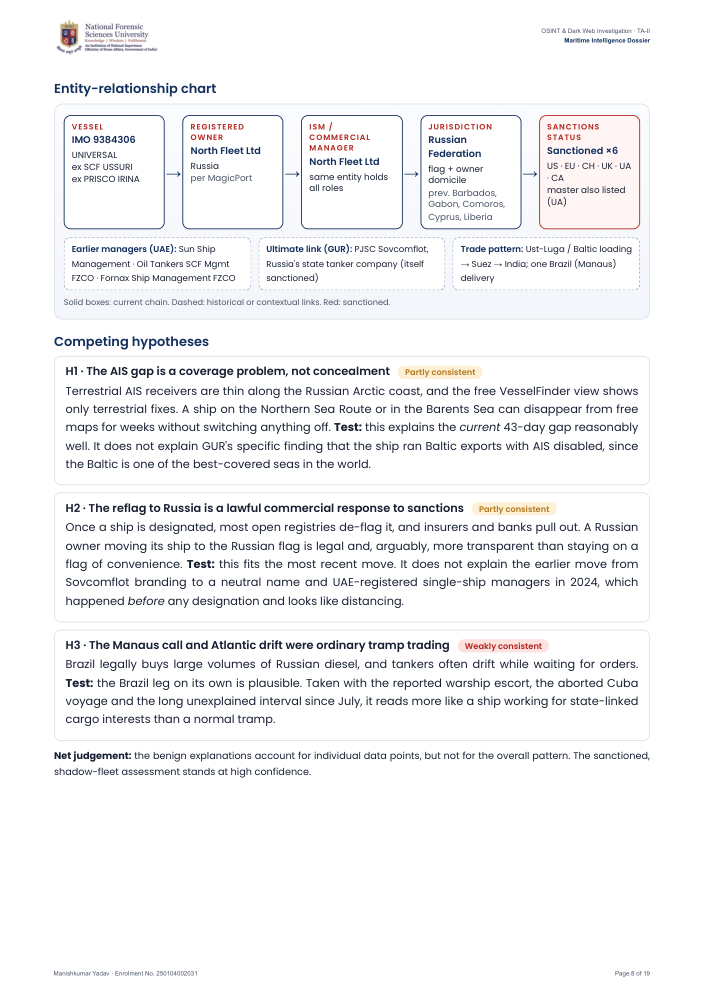 National Forensic
Sciences University
Knowledge | Wisdom | Fulfilment
An Institution of National Importance
(Ministry of Home Affairs, Government of India)
OSINT & Dark Web Investigation · TA-II
Maritime Intelligence Dossier
Entity-relationship chart
VESSEL
IMO 9384306
UNIVERSAL
ex SCF USSURI
ex PRISCO IRINA
→
REGISTERED
OWNER
North Fleet Ltd
Russia
per MagicPort
→
ISM /
COMMERCIAL
MANAGER
North Fleet Ltd
same entity holds
all roles
→
JURISDICTION
Russian
Federation
flag + owner
domicile
prev. Barbados,
Gabon, Comoros,
Cyprus, Liberia
→
SANCTIONS
STATUS
Sanctioned ×6
US · EU · CH · UK · UA
· CA
master also listed
(UA)
Earlier managers (UAE): Sun Ship
Management · Oil Tankers SCF Mgmt
FZCO · Fornax Ship Management FZCO
Ultimate link (GUR): PJSC Sovcomflot,
Russia's state tanker company (itself
sanctioned)
Trade pattern: Ust-Luga / Baltic loading
→ Suez → India; one Brazil (Manaus)
delivery
Solid boxes: current chain. Dashed: historical or contextual links. Red: sanctioned.
Competing hypotheses
H1 · The AIS gap is a coverage problem, not concealment Partly consistent
Terrestrial AIS receivers are thin along the Russian Arctic coast, and the free VesselFinder view shows
only terrestrial fixes. A ship on the Northern Sea Route or in the Barents Sea can disappear from free
maps for weeks without switching anything off. Test: this explains the current 43-day gap reasonably
well. It does not explain GUR's specific finding that the ship ran Baltic exports with AIS disabled, since
the Baltic is one of the best-covered seas in the world.
H2 · The reflag to Russia is a lawful commercial response to sanctions Partly consistent
Once a ship is designated, most open registries de-flag it, and insurers and banks pull out. A Russian
owner moving its ship to the Russian flag is legal and, arguably, more transparent than staying on a
flag of convenience. Test: this fits the most recent move. It does not explain the earlier move from
Sovcomflot branding to a neutral name and UAE-registered single-ship managers in 2024, which
happened before any designation and looks like distancing.
H3 · The Manaus call and Atlantic drift were ordinary tramp trading Weakly consistent
Brazil legally buys large volumes of Russian diesel, and tankers often drift while waiting for orders.
Test: the Brazil leg on its own is plausible. Taken with the reported warship escort, the aborted Cuba
voyage and the long unexplained interval since July, it reads more like a ship working for state-linked
cargo interests than a normal tramp.
Net judgement: the benign explanations account for individual data points, but not for the overall pattern. The sanctioned,
shadow-fleet assessment stands at high confidence.
Manishkumar Yadav · Enrolment No. 250104002031
Page 8 of 19